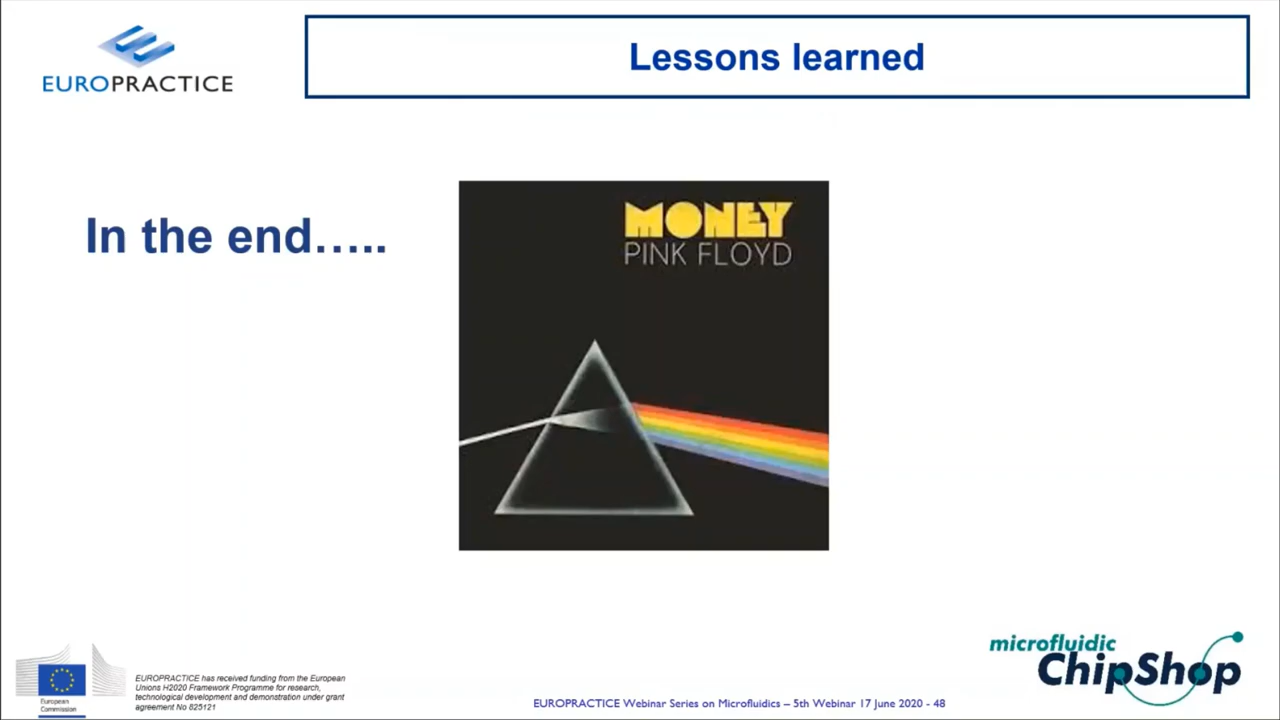 EUROPRACTICE
Lessons learned
In the end…..
MONEY
PINK FLOYD
European
Commission
EUROPRACTICE has received funding from the European
Unions H2020 Framework Programme for research,
technological development and demonstration under grant
agreement No 825121
EUROPRACTICE Webinar Series on Microfluidics – 5th Webinar 17 June 2020 - 48
microfluidic
ChipShop